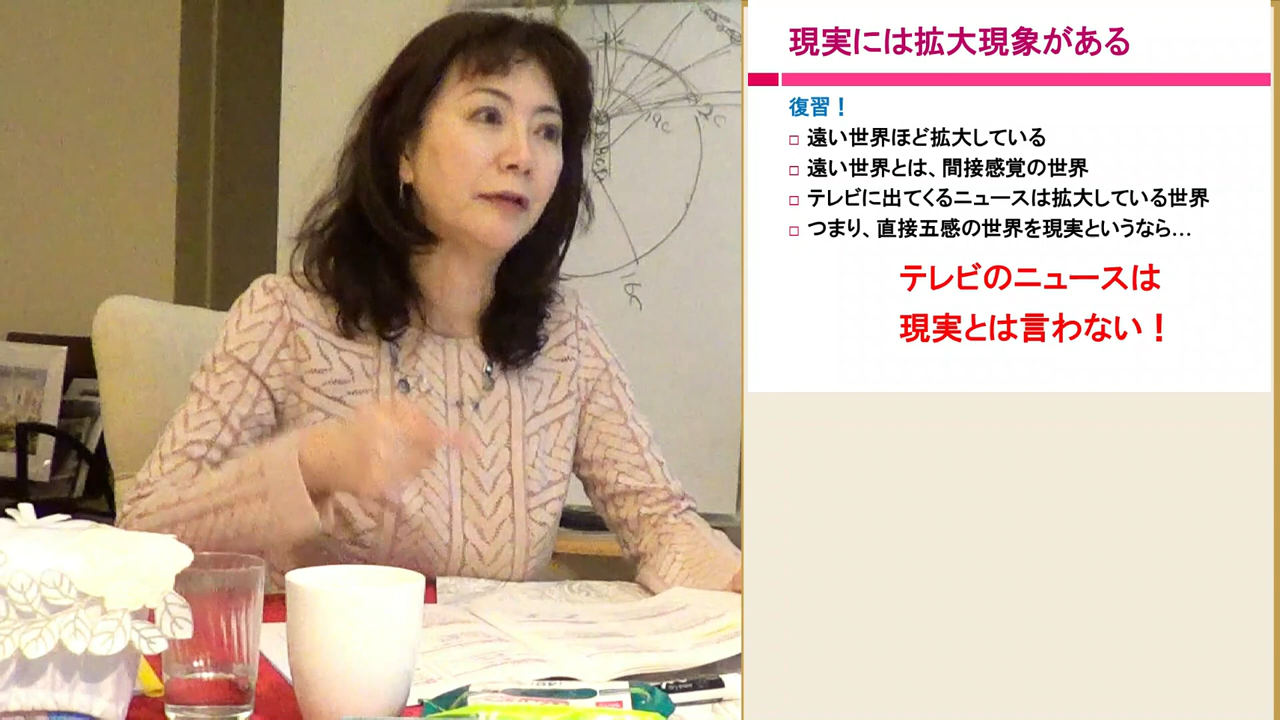 現実には拡大現象がある
復習！
□ 遠い世界ほど拡大している
□ 遠い世界とは、間接感覚の世界
□ テレビに出てくるニュースは拡大している世界
□ つまり、直接五感の世界を現実というなら…
テレビのニュースは
現実とは言わない！